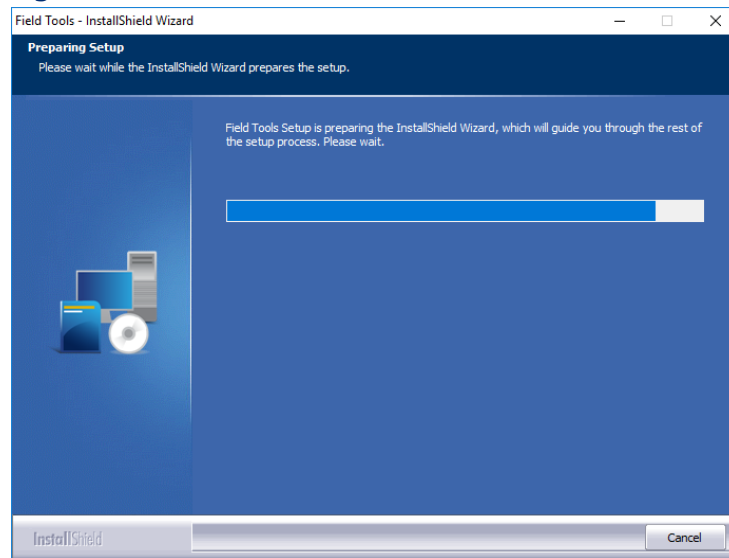 Field Tools - InstallShield Wizard
Preparing Setup
Please wait while the InstallShield Wizard prepares the setup.
Field Tools Setup is preparing the InstallShield Wizard, which will guide you through the rest of
the setup process. Please wait.
InstallShield
Cancel